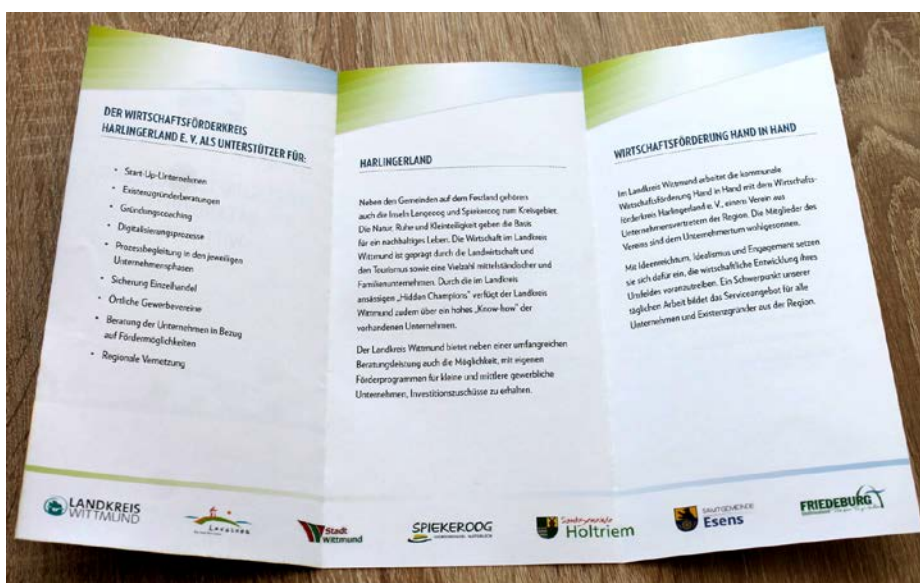 DER WIRTSCHAFTSFÖRDERKREIS
HARLINGERLAND E. V. ALS UNTERSTÜTZER FÜR:
• Start-Up-Unternehmen
• Existenzgründerberatungen
• Gründungscoaching
• Digitalisierungsprozesse
• Prozessbegleitung in den jeweiligen
Unternehmensphasen
• Sicherung Einzelhandel
• Örtliche Gewerbevereine
• Beratung der Unternehmen in Bezug
auf Fördermöglichkeiten
• Regionale Vernetzung
HARLINGERLAND
Neben den Gemeinden auf dem Festland gehören
auch die Inseln Langeoog und Spiekeroog zum Kreisgebiet.
Die Natur, Ruhe und Kleinteiligkeit geben die Basis
für ein nachhaltiges Leben. Die Wirtschaft im Landkreis
Wittmund ist geprägt durch die Landwirtschaft und
den Tourismus sowie eine Vielzahl mittelständischer und
Familienunternehmen. Durch die im Landkreis
ansässigen „Hidden Champions" verfügt der Landkreis
Wittmund zudem über ein hohes „Know-how" der
vorhandenen Unternehmen.
Der Landkreis Wittmund bietet neben einer umfangreichen
Beratungsleistung auch die Möglichkeit, mit eigenen
Förderprogrammen für kleine und mittlere gewerbliche
Unternehmen, Investitionszuschüsse zu erhalten.
WIRTSCHAFTSFÖRDERUNG HAND IN HAND
Im Landkreis Wittmund arbeitet die kommunale
Wirtschaftsförderung Hand in Hand mit dem Wirtschafts-
förderkreis Harlingerland e. V., einem Verein aus
Unternehmensvertretern der Region. Die Mitglieder des
Vereins sind dem Unternehmertum wohlgesonnen.
Mit Ideenreichtum, Idealismus und Engagement setzen
sie sich dafür ein, die wirtschaftliche Entwicklung ihres
Umfeldes voranzutreiben. Ein Schwerpunkt unserer
täglichen Arbeit bildet das Serviceangebot für alle
Unternehmen und Existenzgründer aus der Region.
LANDKREIS
WITTMUND
Langeoog
Stadt
Wittmund
SPIEKEROOG
Samtgemeinde
Holtriem
SAMTGEMEINDE
Esens
FRIEDEBURG